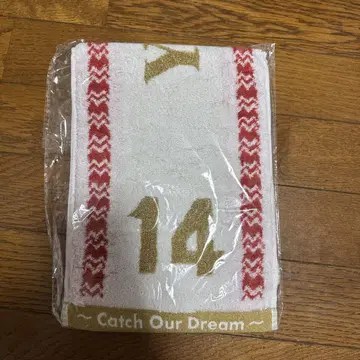 Y
14
～ Catch Our Dream ～